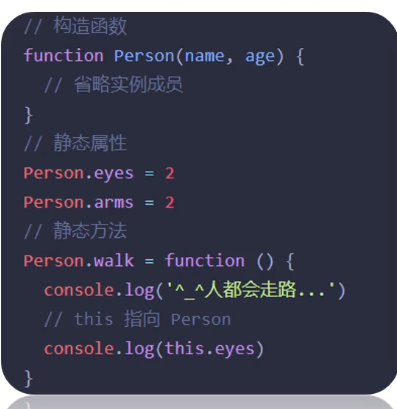 // 构造函数
function Person(name, age) {
  // 省略实例成员
}
// 静态属性
Person.eyes = 2
Person.arms = 2
// 静态方法
Person.walk = function () {
  console.log('^_^人都会走路...')
  // this 指向 Person
  console.log(this.eyes)
}